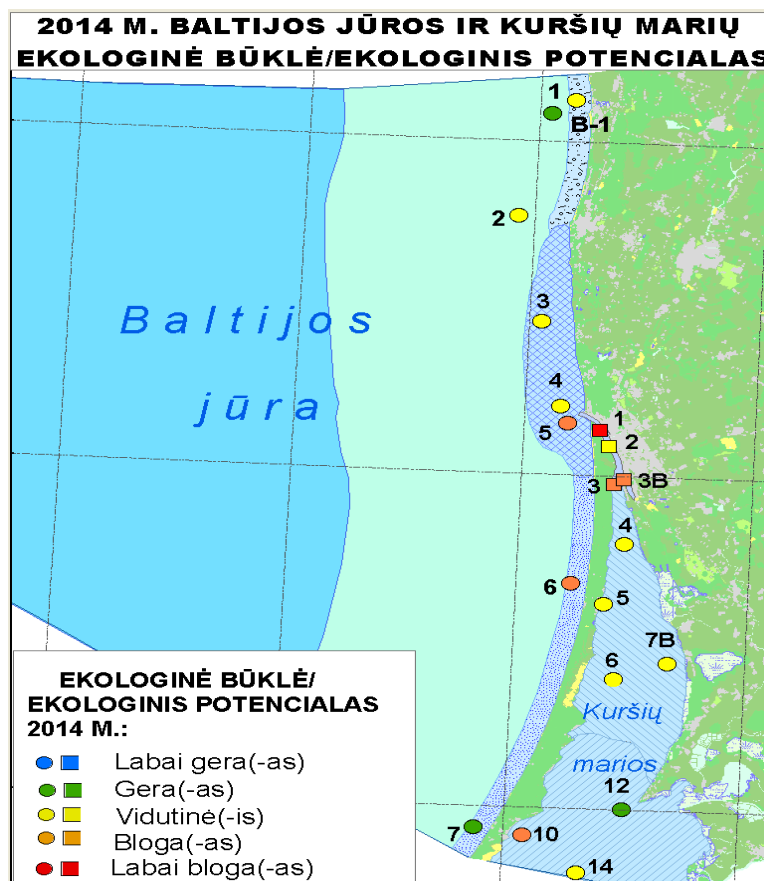 2014 M. BALTIJOS JŪROS IR KURŠIŲ MARIŲ
EKOLOGINĖ BŪKLĖ/EKOLOGINIS POTENCIALAS
1
B-1
2
3
4
5
1
2
3
3B
4
6
5
7B
6
12
7
10
14
Baltijos
jūra
Kuršių
marios
EKOLOGINĖ BŪKLĖ/
EKOLOGINIS POTENCIALAS
2014 M.:
Labai gera(-as)
Gera(-as)
Vidutinė(-is)
Bloga(-as)
Labai bloga(-as)